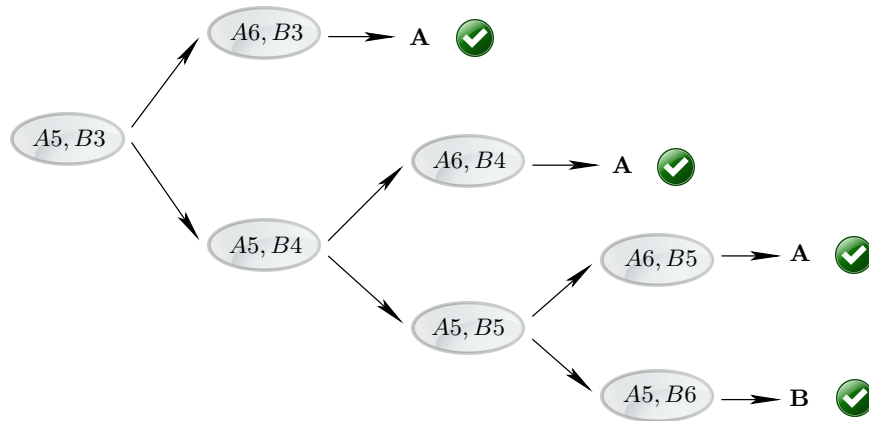 A6, B3
A
A5, B3
A6, B4
A
A5, B4
A6, B5
A
A5, B5
A5, B6
B